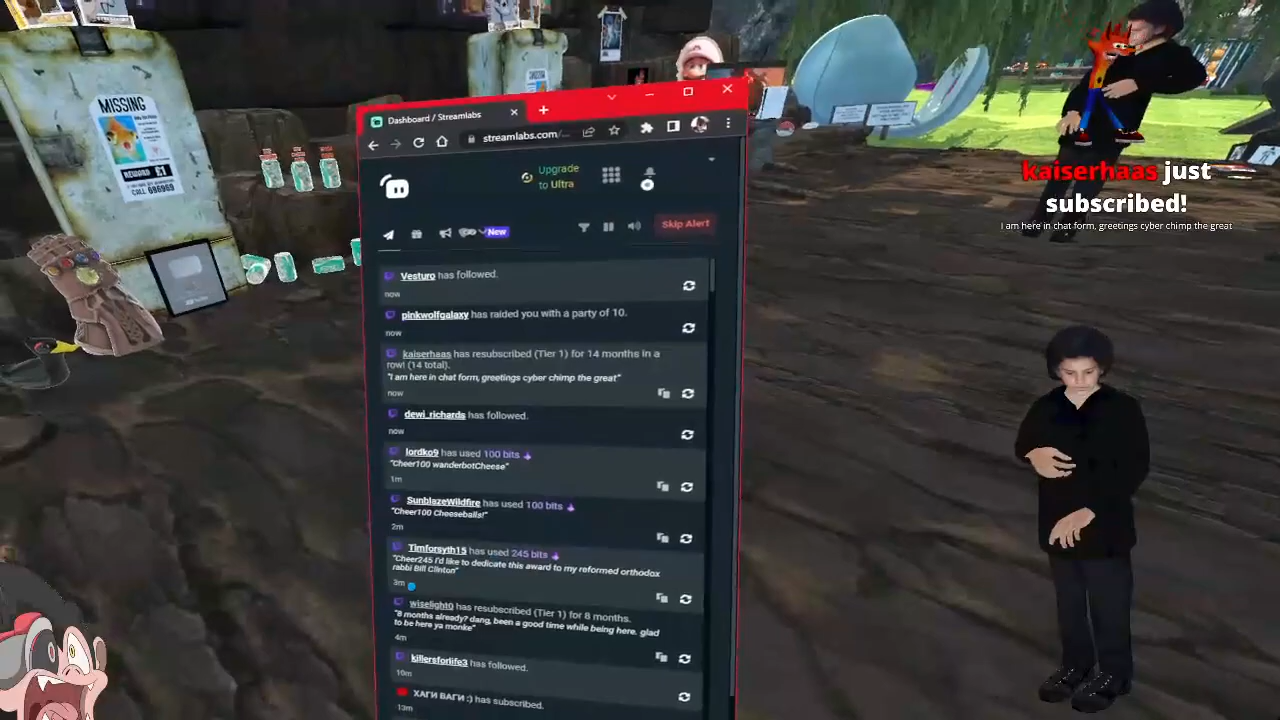 MISSING
REWARD
CALL 696969
Dashboard / Streamlabs
streamlabs.com/...
Upgrade
to Ultra
New
Skip Alert
Vesturo has followed.
now
pinkwolfgalaxy has raided you with a party of 10.
now
kaiserhaas has resubscribed (Tier 1) for 14 months in a
row! (14 total).
"I am here in chat form, greetings cyber chimp the great"
now
dewi_richards has followed.
now
lordko9 has used 100 bits
"Cheer100 wanderbotCheese"
1m
SunblazeWildfire has used 100 bits
"Cheer100 Cheeseballs!"
2m
Timforsyth15 has used 245 bits
"Cheer245 I'd like to dedicate this award to my reformed orthodox
rabbi Bill Clinton"
3m
wiselight0 has resubscribed (Tier 1) for 8 months.
"8 months already? dang, been a good time while being here. glad
to be here ya monke"
4m
killersforlife3 has followed.
10m
ХАГИ ВАГИ :) has subscribed.
13m
kaiserhaas just
subscribed!
I am here in chat form, greetings cyber chimp the great